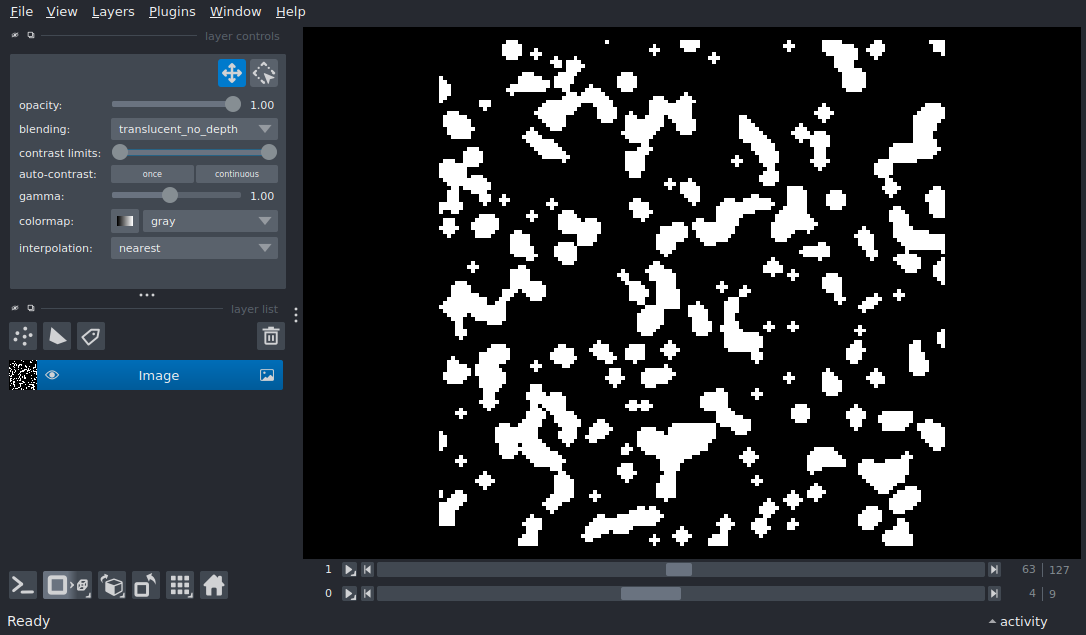 File View Layers Plugins Window Help
layer controls
opacity: 1.00
blending: translucent_no_depth
contrast limits:
auto-contrast: once continuous
gamma: 1.00
colormap: gray
interpolation: nearest
layer list
Image
1 63 127
0 4 9
Ready activity